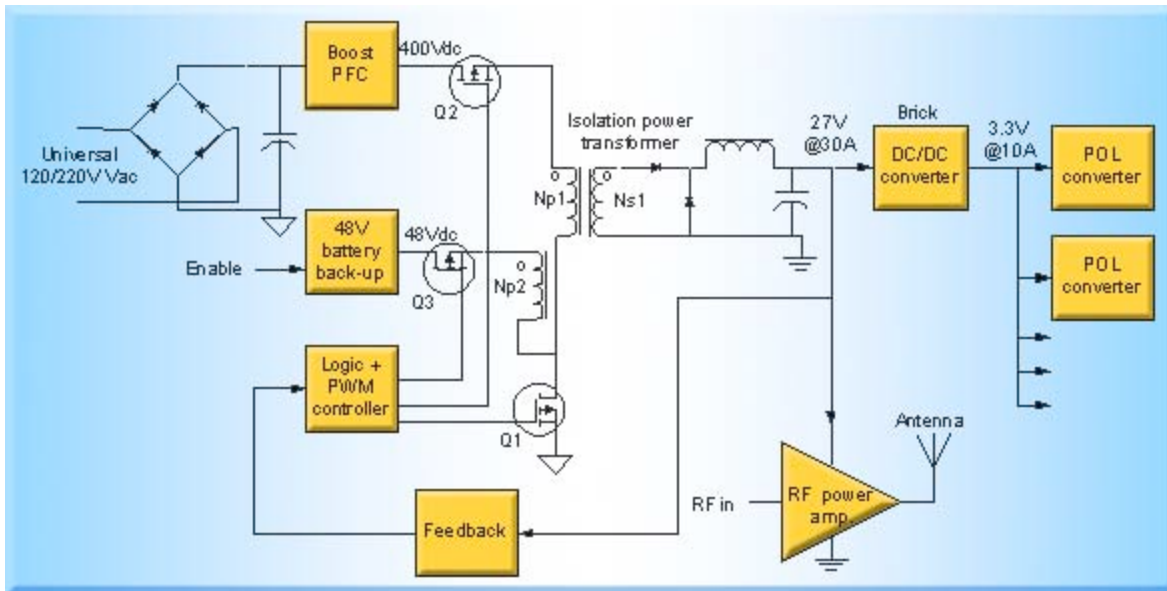 Boost
PFC
400Vdc
Q2
Universal
120/220V Vac
Isolation power
transformer
Np1
Ns1
27V
@30A
Brick
DC/DC
converter
3.3V
@10A
POL
converter
POL
converter
48V
battery
back-up
48Vdc
Enable
Q3
Np2
Logic +
PWM
controller
Q1
Feedback
RF in
RF power
amp.
Antenna